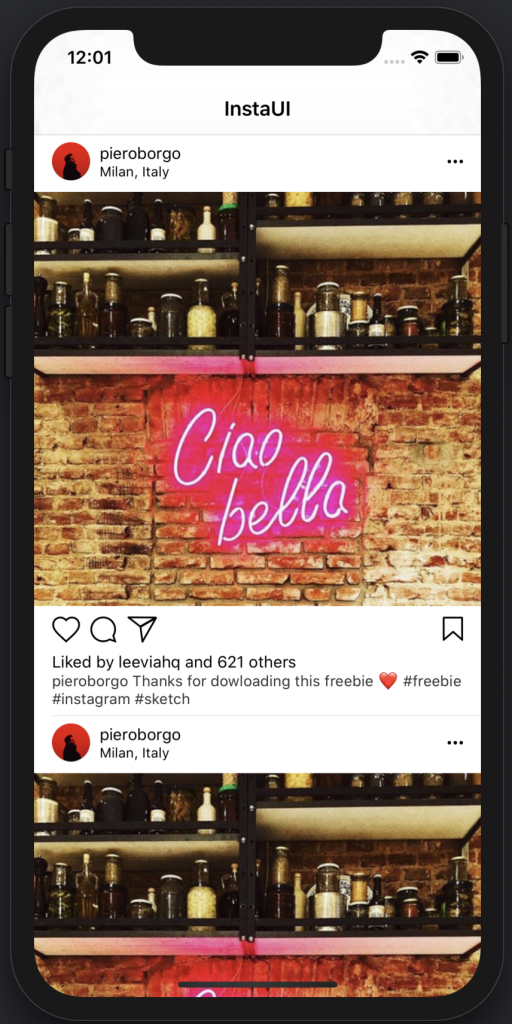 12:01
InstaUI
pieroborgo
Milan, Italy
Ciao
bella
Liked by leeviahq and 621 others
pieroborgo Thanks for dowloading this freebie ❤️ #freebie
#instagram #sketch
pieroborgo
Milan, Italy